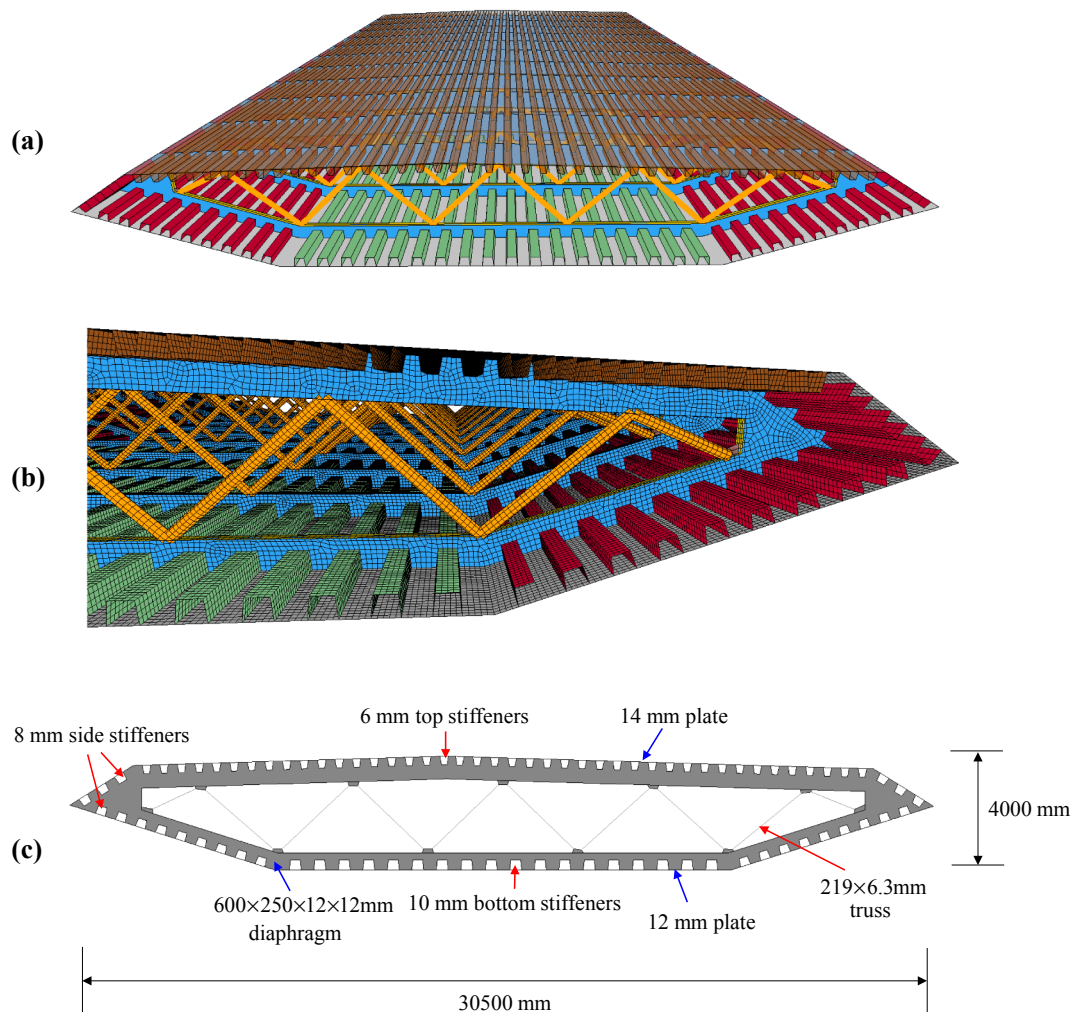 (a)
(b)
6 mm top stiffeners
14 mm plate
8 mm side stiffeners
4000 mm
(c)
600×250×12×12mm
diaphragm
10 mm bottom stiffeners
12 mm plate
219×6.3mm
truss
30500 mm